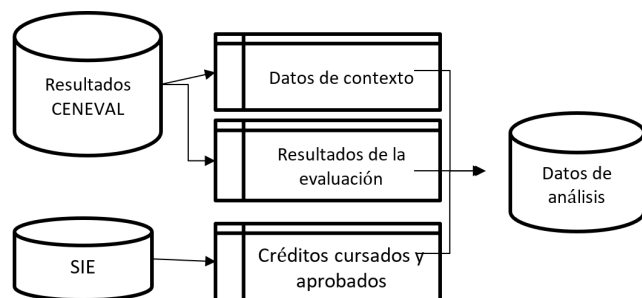 Resultados
CENEVAL
Datos de contexto
Resultados de la
evaluación
Datos de
análisis
SIE
Créditos cursados y
aprobados